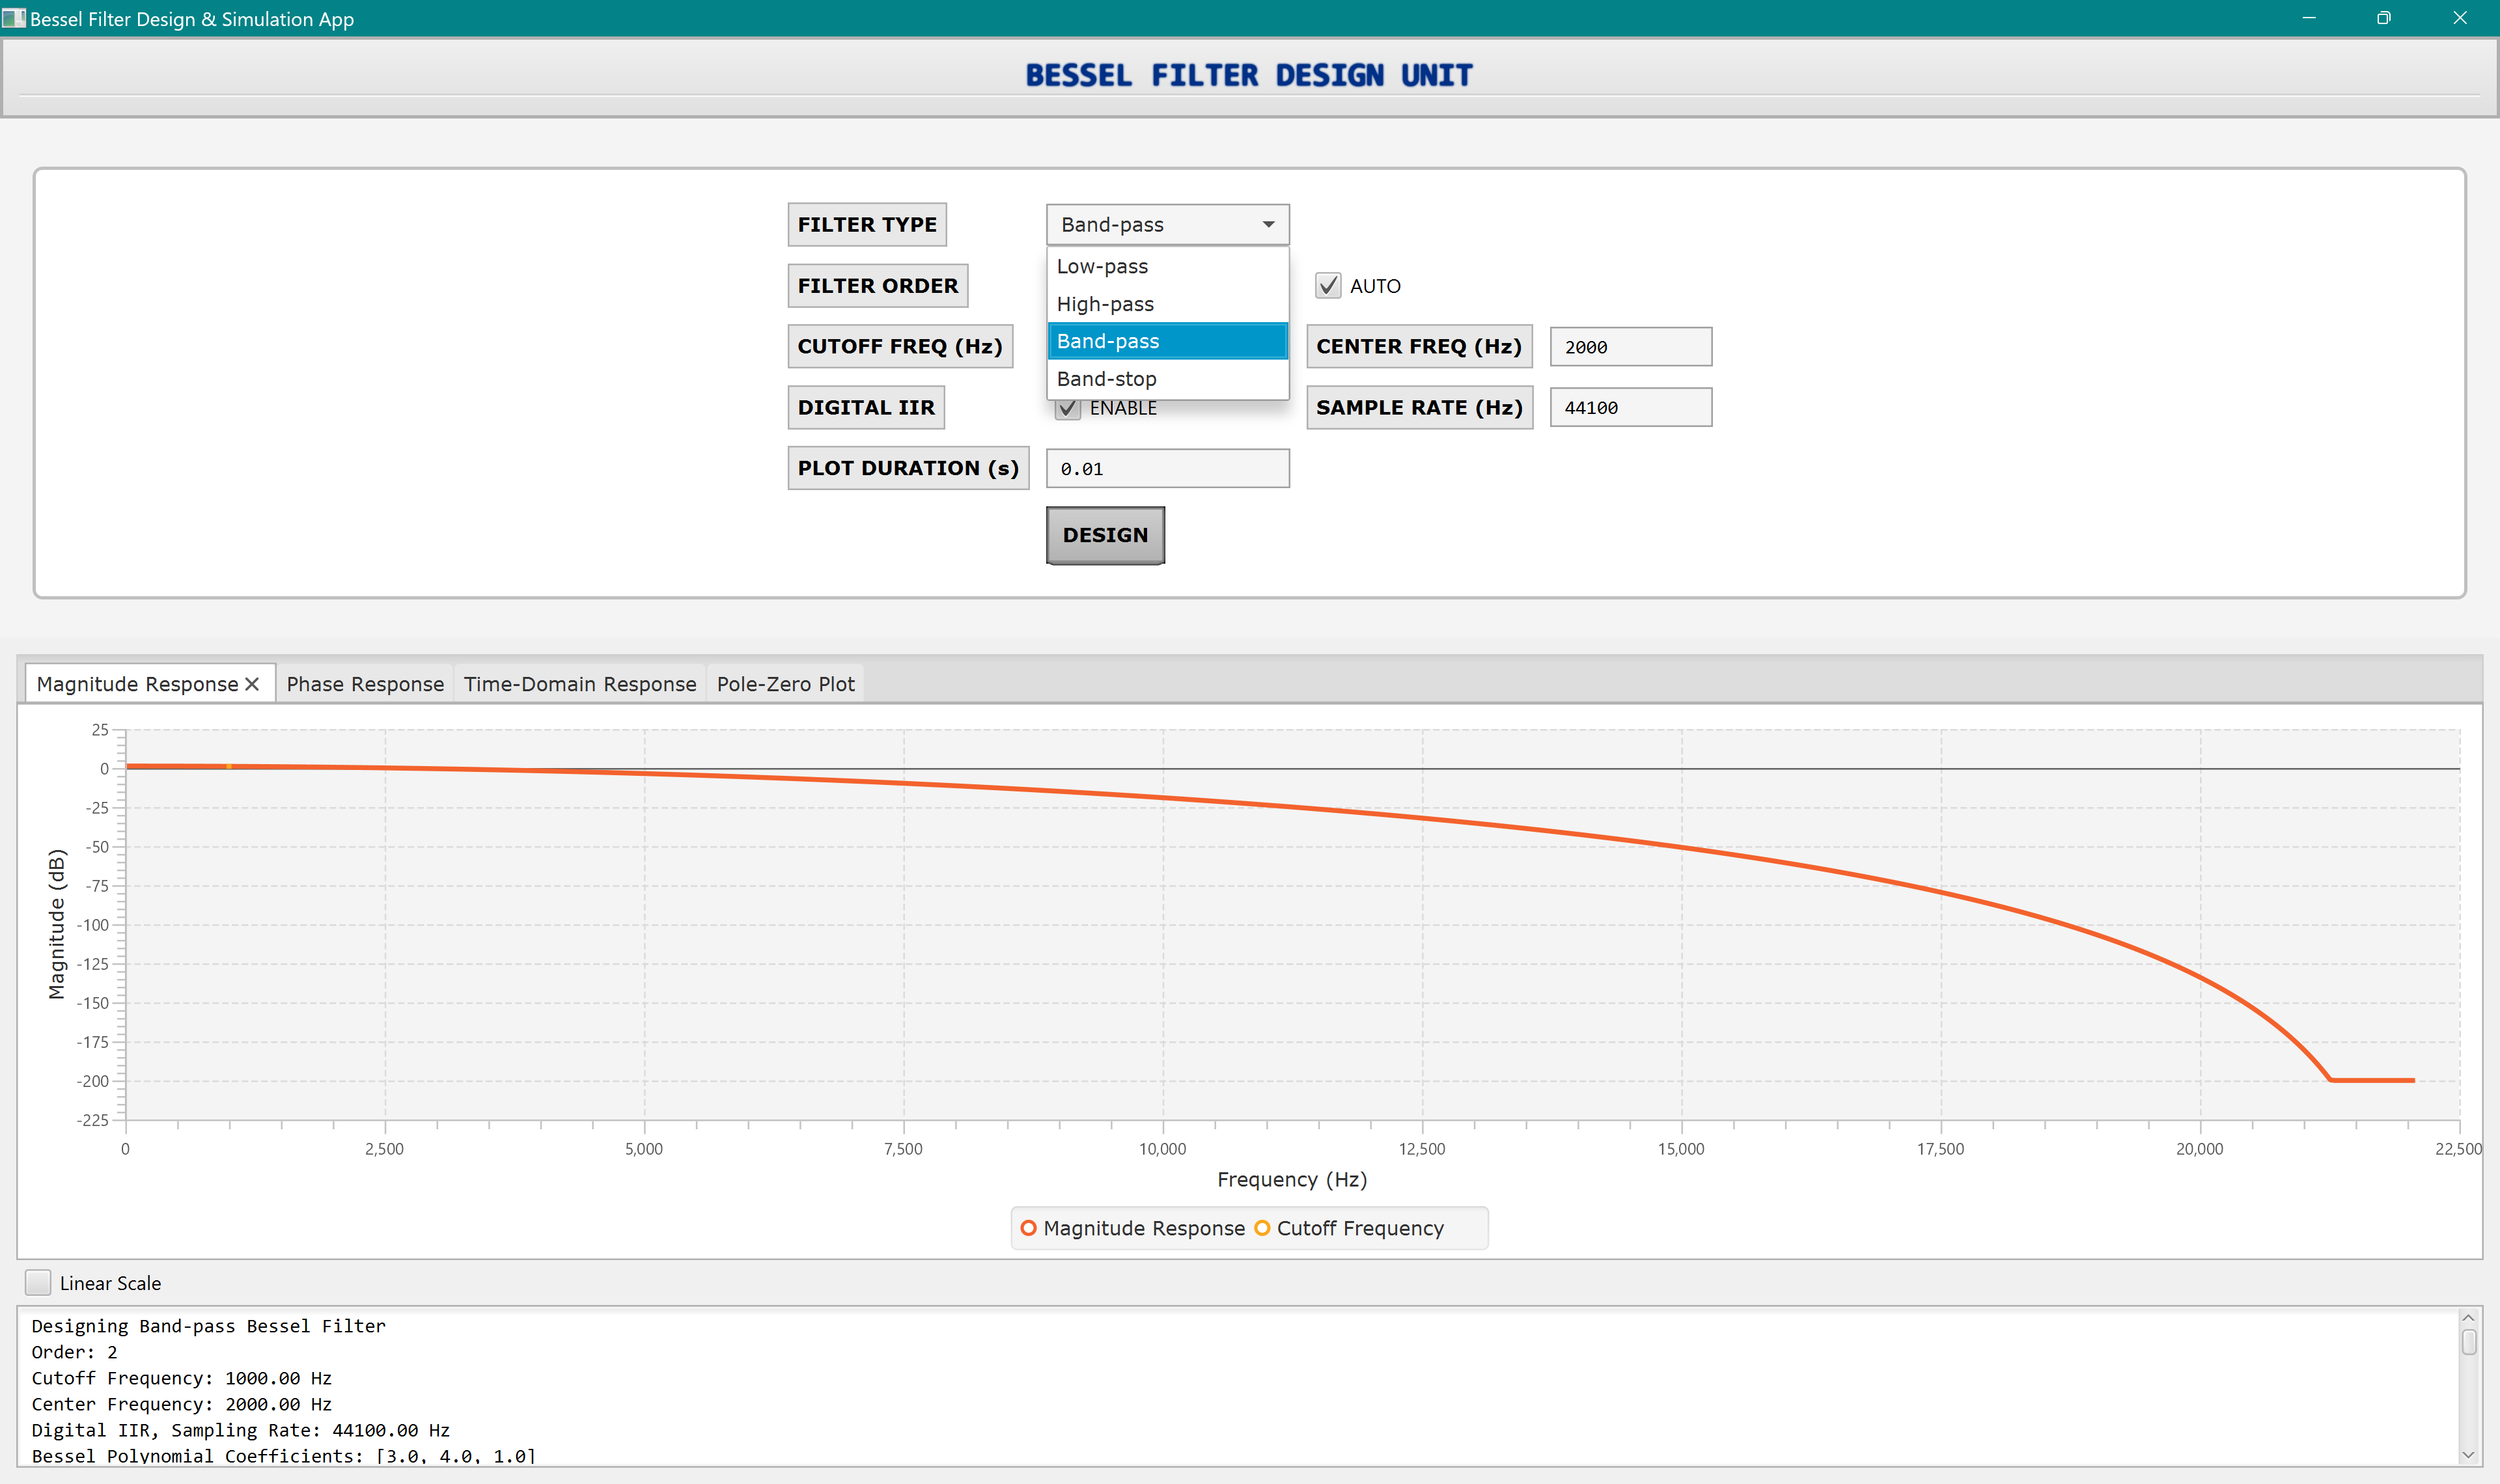 Bessel Filter Design & Simulation App
BESSEL FILTER DESIGN UNIT
FILTER TYPE
Band-pass
Low-pass
High-pass
Band-pass
Band-stop
FILTER ORDER
AUTO
CUTOFF FREQ (Hz)
CENTER FREQ (Hz)
2000
DIGITAL IIR
ENABLE
SAMPLE RATE (Hz)
44100
PLOT DURATION (s)
0.01
DESIGN
Magnitude Response
Phase Response
Time-Domain Response
Pole-Zero Plot
Magnitude (dB)
25
0
-25
-50
-75
-100
-125
-150
-175
-200
-225
0
2,500
5,000
7,500
10,000
12,500
15,000
17,500
20,000
22,500
Frequency (Hz)
Magnitude Response
Cutoff Frequency
Linear Scale
Designing Band-pass Bessel Filter
Order: 2
Cutoff Frequency: 1000.00 Hz
Center Frequency: 2000.00 Hz
Digital IIR, Sampling Rate: 44100.00 Hz
Bessel Polynomial Coefficients: [3.0, 4.0, 1.0]